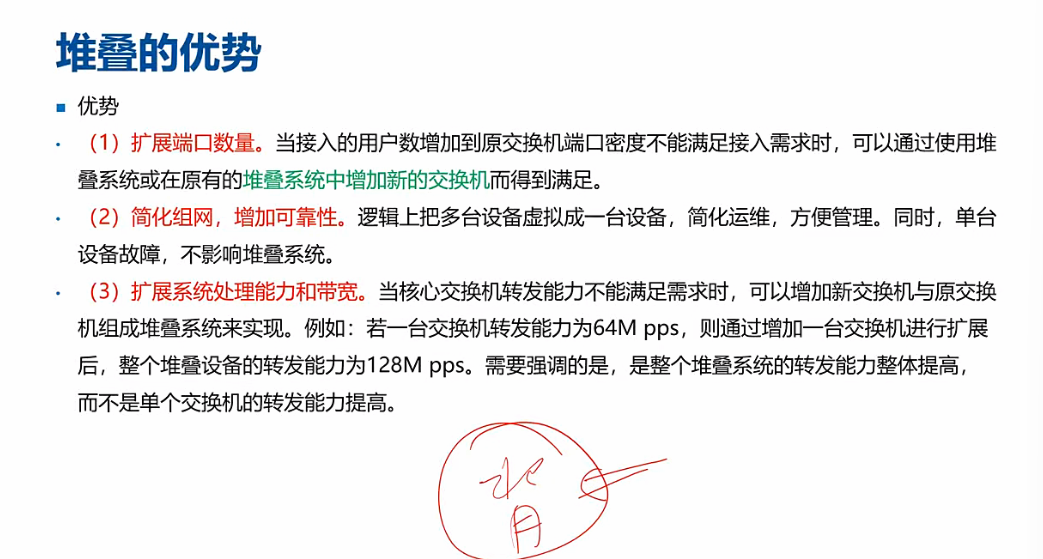 堆叠的优势
优势
（1）扩展端口数量。当接入的用户数增加到原交换机端口密度不能满足接入需求时，可以通过使用堆
叠系统或在原有的堆叠系统中增加新的交换机而得到满足。
（2）简化组网，增加可靠性。逻辑上把多台设备虚拟成一台设备，简化运维，方便管理。同时，单台
设备故障，不影响堆叠系统。
（3）扩展系统处理能力和带宽。当核心交换机转发能力不能满足需求时，可以增加新交换机与原交换
机组成堆叠系统来实现。例如：若一台交换机转发能力为64M pps，则通过增加一台交换机进行扩展
后，整个堆叠设备的转发能力为128M pps。需要强调的是，是整个堆叠系统的转发能力整体提高，
而不是单个交换机的转发能力提高。
背